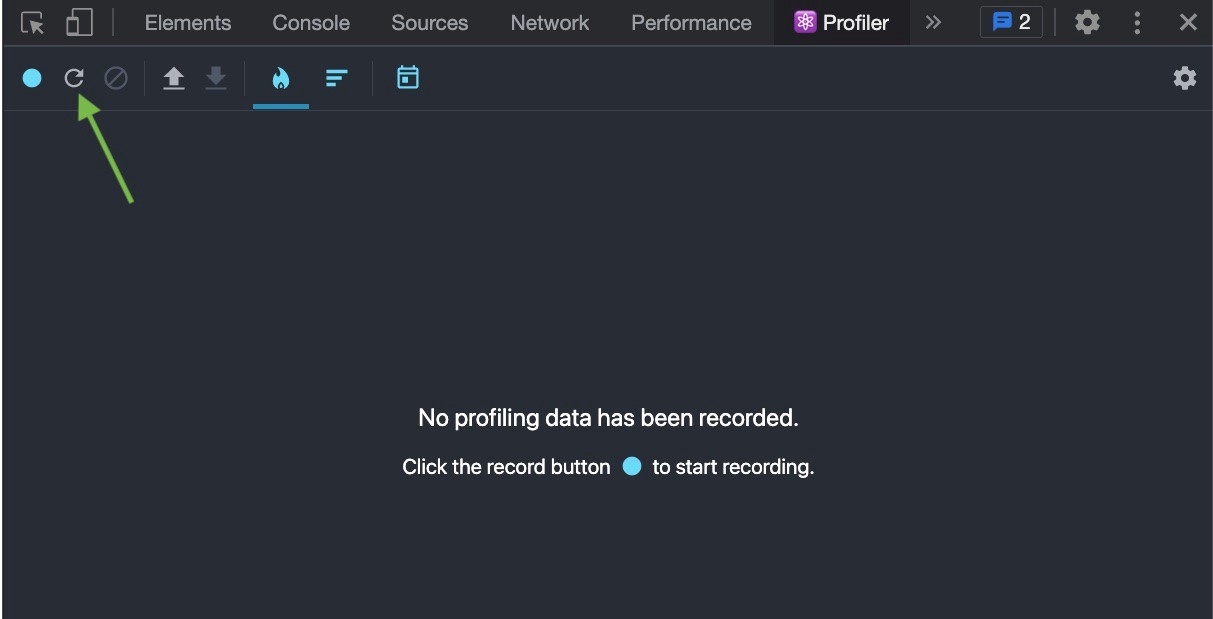 Elements Console Sources Network Performance Profiler 2
No profiling data has been recorded.
Click the record button to start recording.